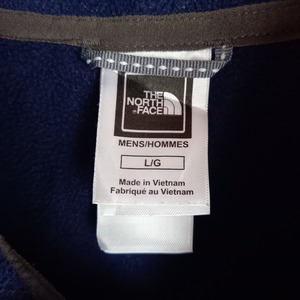 THE
NORTH
FACE
MENS/HOMMES
L/G
Made in Vietnam
Fabriqué au Vietnam